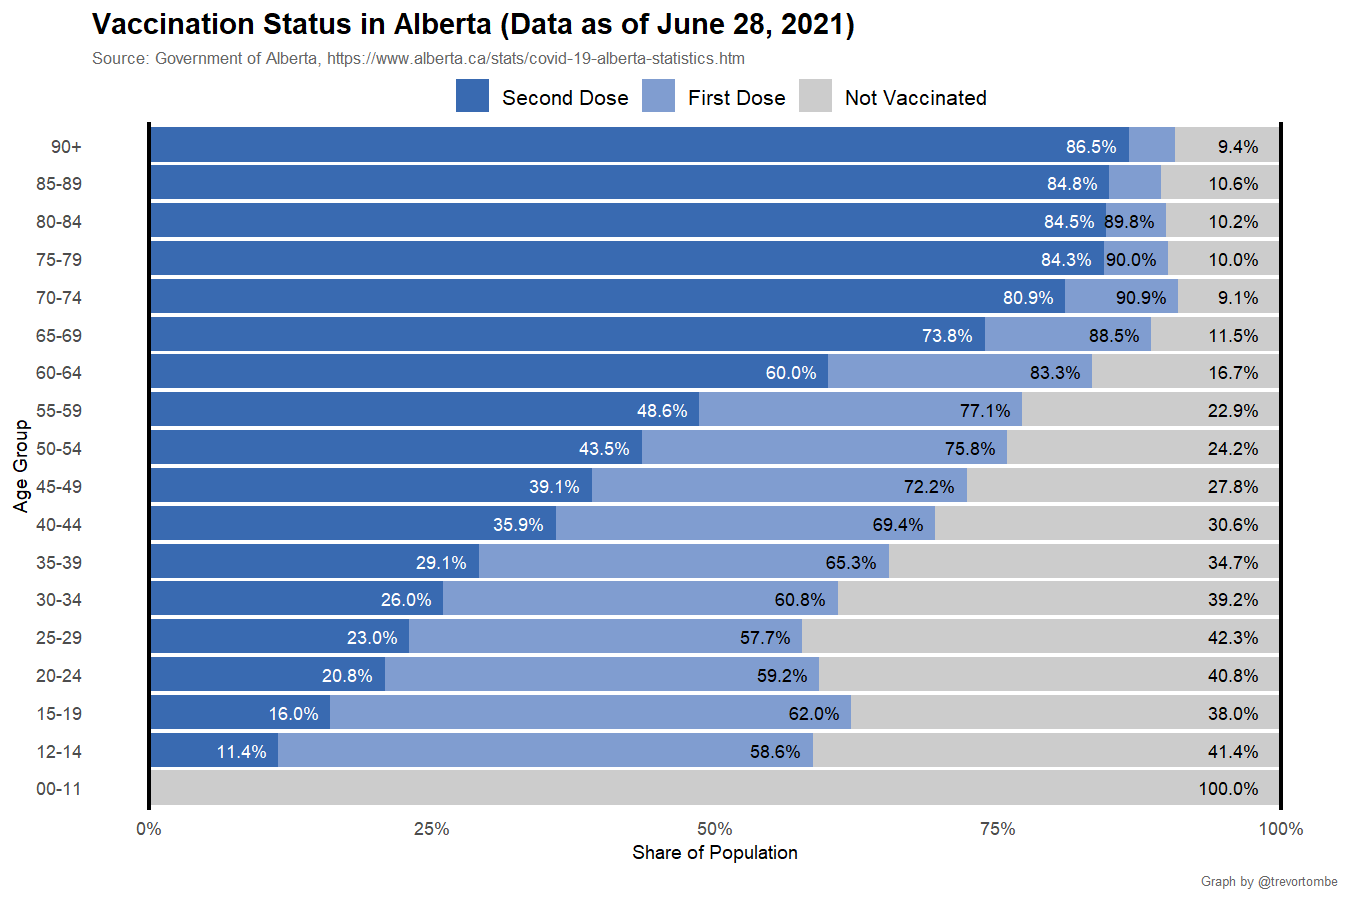 Vaccination Status in Alberta (Data as of June 28, 2021)
Source: Government of Alberta, https://www.alberta.ca/stats/covid-19-alberta-statistics.htm
Second Dose First Dose Not Vaccinated
90+ 86.5% 9.4%
85-89 84.8% 10.6%
80-84 84.5% 89.8% 10.2%
75-79 84.3% 90.0% 10.0%
70-74 80.9% 90.9% 9.1%
65-69 73.8% 88.5% 11.5%
60-64 60.0% 83.3% 16.7%
55-59 48.6% 77.1% 22.9%
50-54 43.5% 75.8% 24.2%
45-49 39.1% 72.2% 27.8%
40-44 35.9% 69.4% 30.6%
35-39 29.1% 65.3% 34.7%
30-34 26.0% 60.8% 39.2%
25-29 23.0% 57.7% 42.3%
20-24 20.8% 59.2% 40.8%
15-19 16.0% 62.0% 38.0%
12-14 11.4% 58.6% 41.4%
00-11 100.0%
Age Group
0% 25% 50% 75% 100%
Share of Population
Graph by @trevortombe